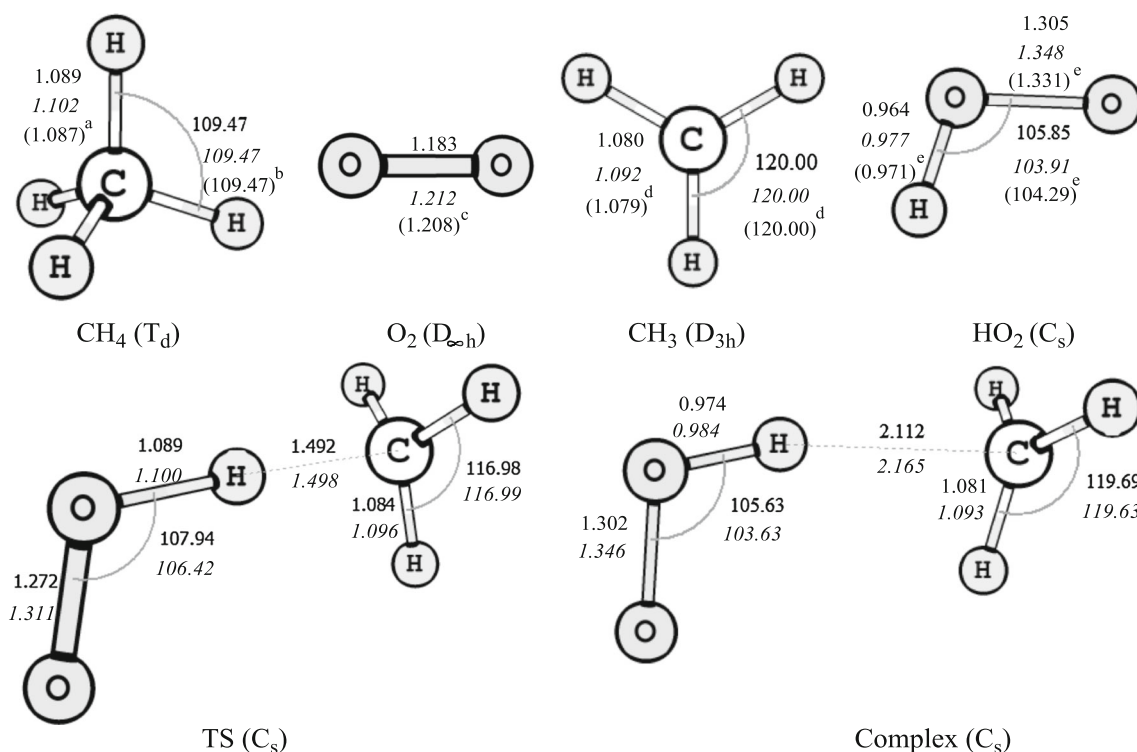 H
1.089
1.102
(1.087)a
109.47
109.47
(109.47)b
H
C
H
H
CH4 (Td)
O
1.183
O
1.212
(1.208)c
O2 (D∞h)
H
H
C
1.080
1.092
(1.079)d
120.00
120.00
(120.00)d
H
CH3 (D3h)
1.305
1.348
(1.331)e
O
O
0.964
0.977
(0.971)e
105.85
103.91
(104.29)e
H
HO2 (Cs)
H
H
C
1.089
1.100
H
1.492
1.498
O
1.084
1.096
116.98
116.99
107.94
106.42
H
1.272
1.311
O
TS (Cs)
0.974
0.984
H
2.112
2.165
H
H
C
O
105.63
103.63
1.302
1.346
1.081
1.093
119.69
119.63
H
O
Complex (Cs)